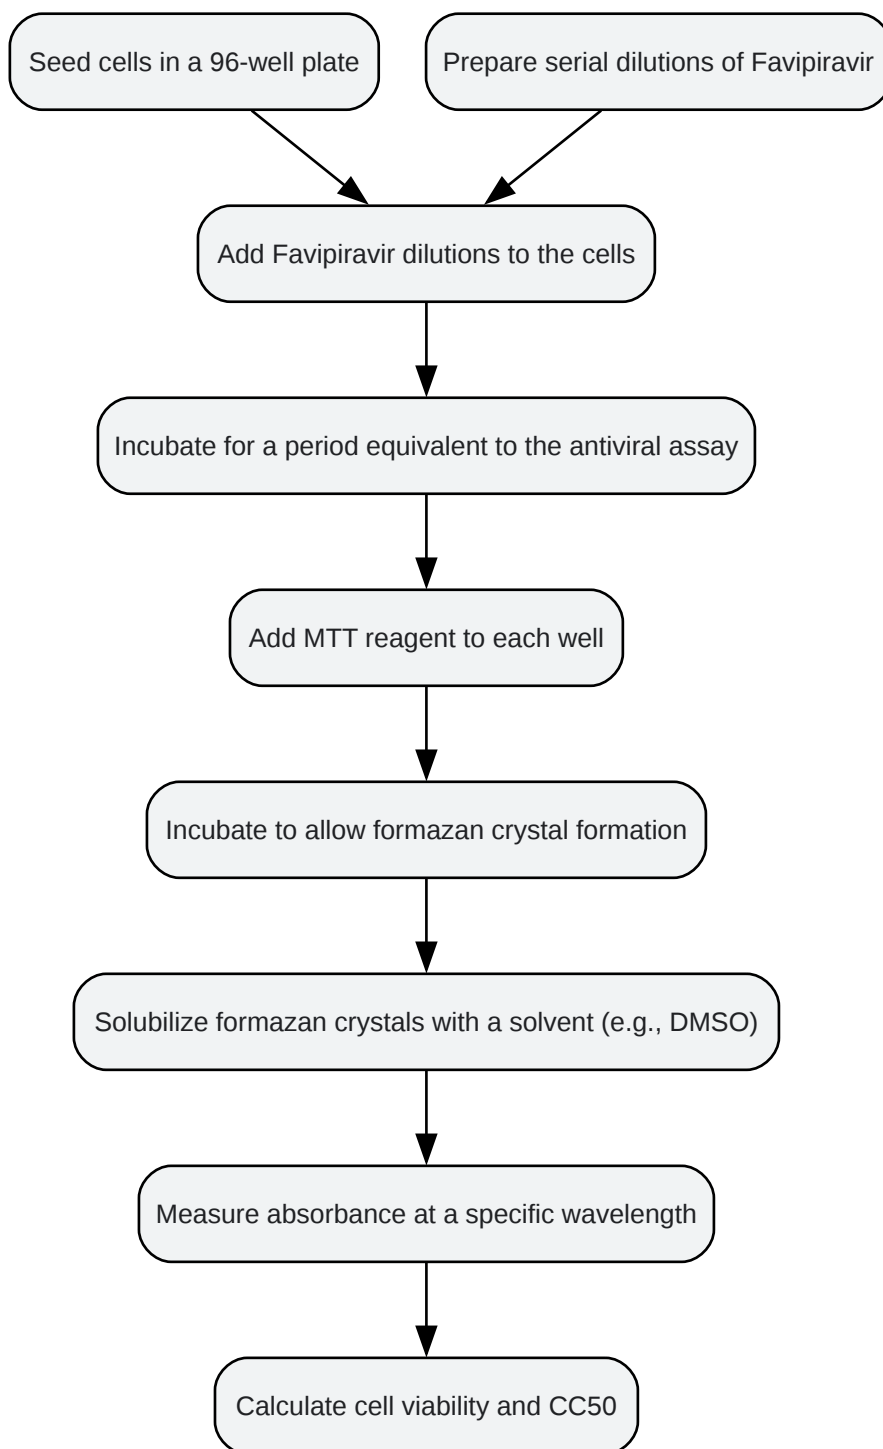 Seed cells in a 96-well plate
Prepare serial dilutions of Favipiravir
Add Favipiravir dilutions to the cells
Incubate for a period equivalent to the antiviral assay
Add MTT reagent to each well
Incubate to allow formazan crystal formation
Solubilize formazan crystals with a solvent (e.g., DMSO)
Measure absorbance at a specific wavelength
Calculate cell viability and CC50